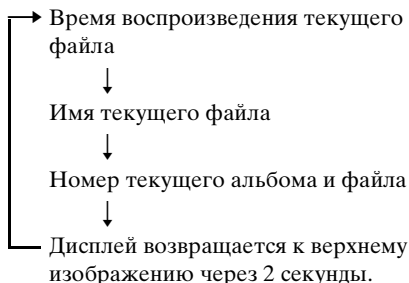 Время воспроизведения текущего
файла
Имя текущего файла
Номер текущего альбома и файла
Дисплей возвращается к верхнему
изображению через 2 секунды.